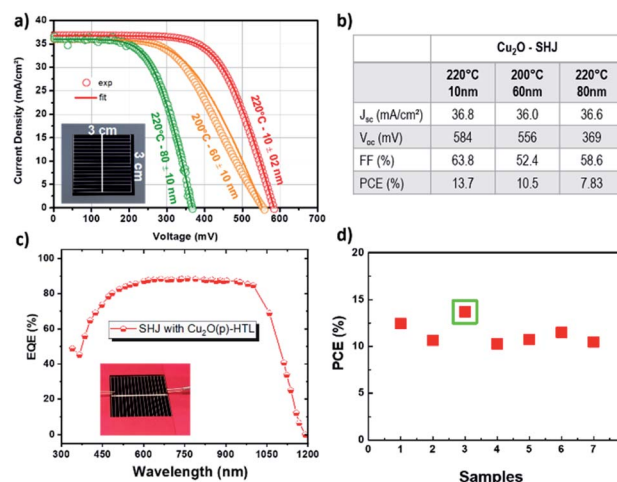 a)
40
35
30
25
20
15
10
5
0
Current Density (mA/cm²)
exp
fit
3 cm
3 cm
220°C - 80 ± 10 nm
200°C - 60 ± 10 nm
220°C - 10 ± 02 nm
0 100 200 300 400 500 600 700
Voltage (mV)
b)
Cu₂O - SHJ
220°C 10nm 200°C 60nm 220°C 80nm
Jsc (mA/cm²) 36.8 36.0 36.6
Voc (mV) 584 556 369
FF (%) 63.8 52.4 58.6
PCE (%) 13.7 10.5 7.83
c)
100
80
60
40
20
0
EQE (%)
SHJ with Cu₂O(p)-HTL
300 450 600 750 900 1050 1200
Wavelength (nm)
d)
25
20
15
10
5
0
PCE (%)
1 2 3 4 5 6 7
Samples